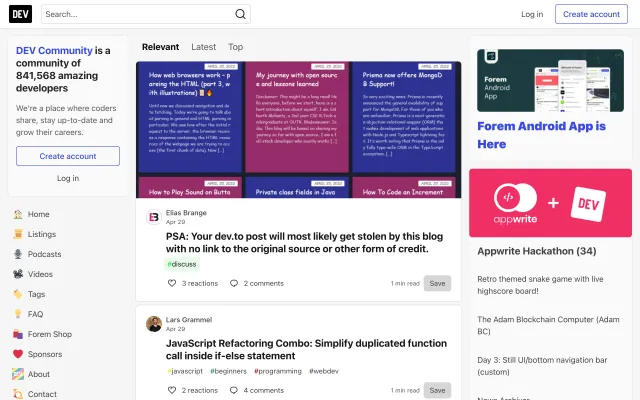 DEV
Search...
Log in
Create account
DEV Community is a
community of
841,568 amazing
developers
We're a place where coders
share, stay up-to-date and
grow their careers.
Create account
Log in
Home
Listings
Podcasts
Videos
Tags
FAQ
Forem Shop
Sponsors
About
Contact
Relevant
Latest
Top
How web browsers work - p
arsing the HTML (part 3, w
ith illustrations)
My journey with open sourc
e and lessons learned
Prisma now offers MongoD
B Support!
How to Play Sound on Butto
Private class fields in Java
How To Code an Increment
Elias Brange
Apr 29
PSA: Your dev.to post will most likely get stolen by this blog
with no link to the original source or other form of credit.
#discuss
3 reactions
2 comments
1 min read
Save
Lars Grammel
Apr 29
JavaScript Refactoring Combo: Simplify duplicated function
call inside if-else statement
#javascript #beginners #programming #webdev
2 reactions
4 comments
1 min read
Save
Forem
Android
App
Forem Android App is
Here
appwrite
+
DEV
Appwrite Hackathon (34)
Retro themed snake game with live
highscore board!
The Adam Blockchain Computer (Adam
BC)
Day 3: Still UI/bottom navigation bar
(custom)